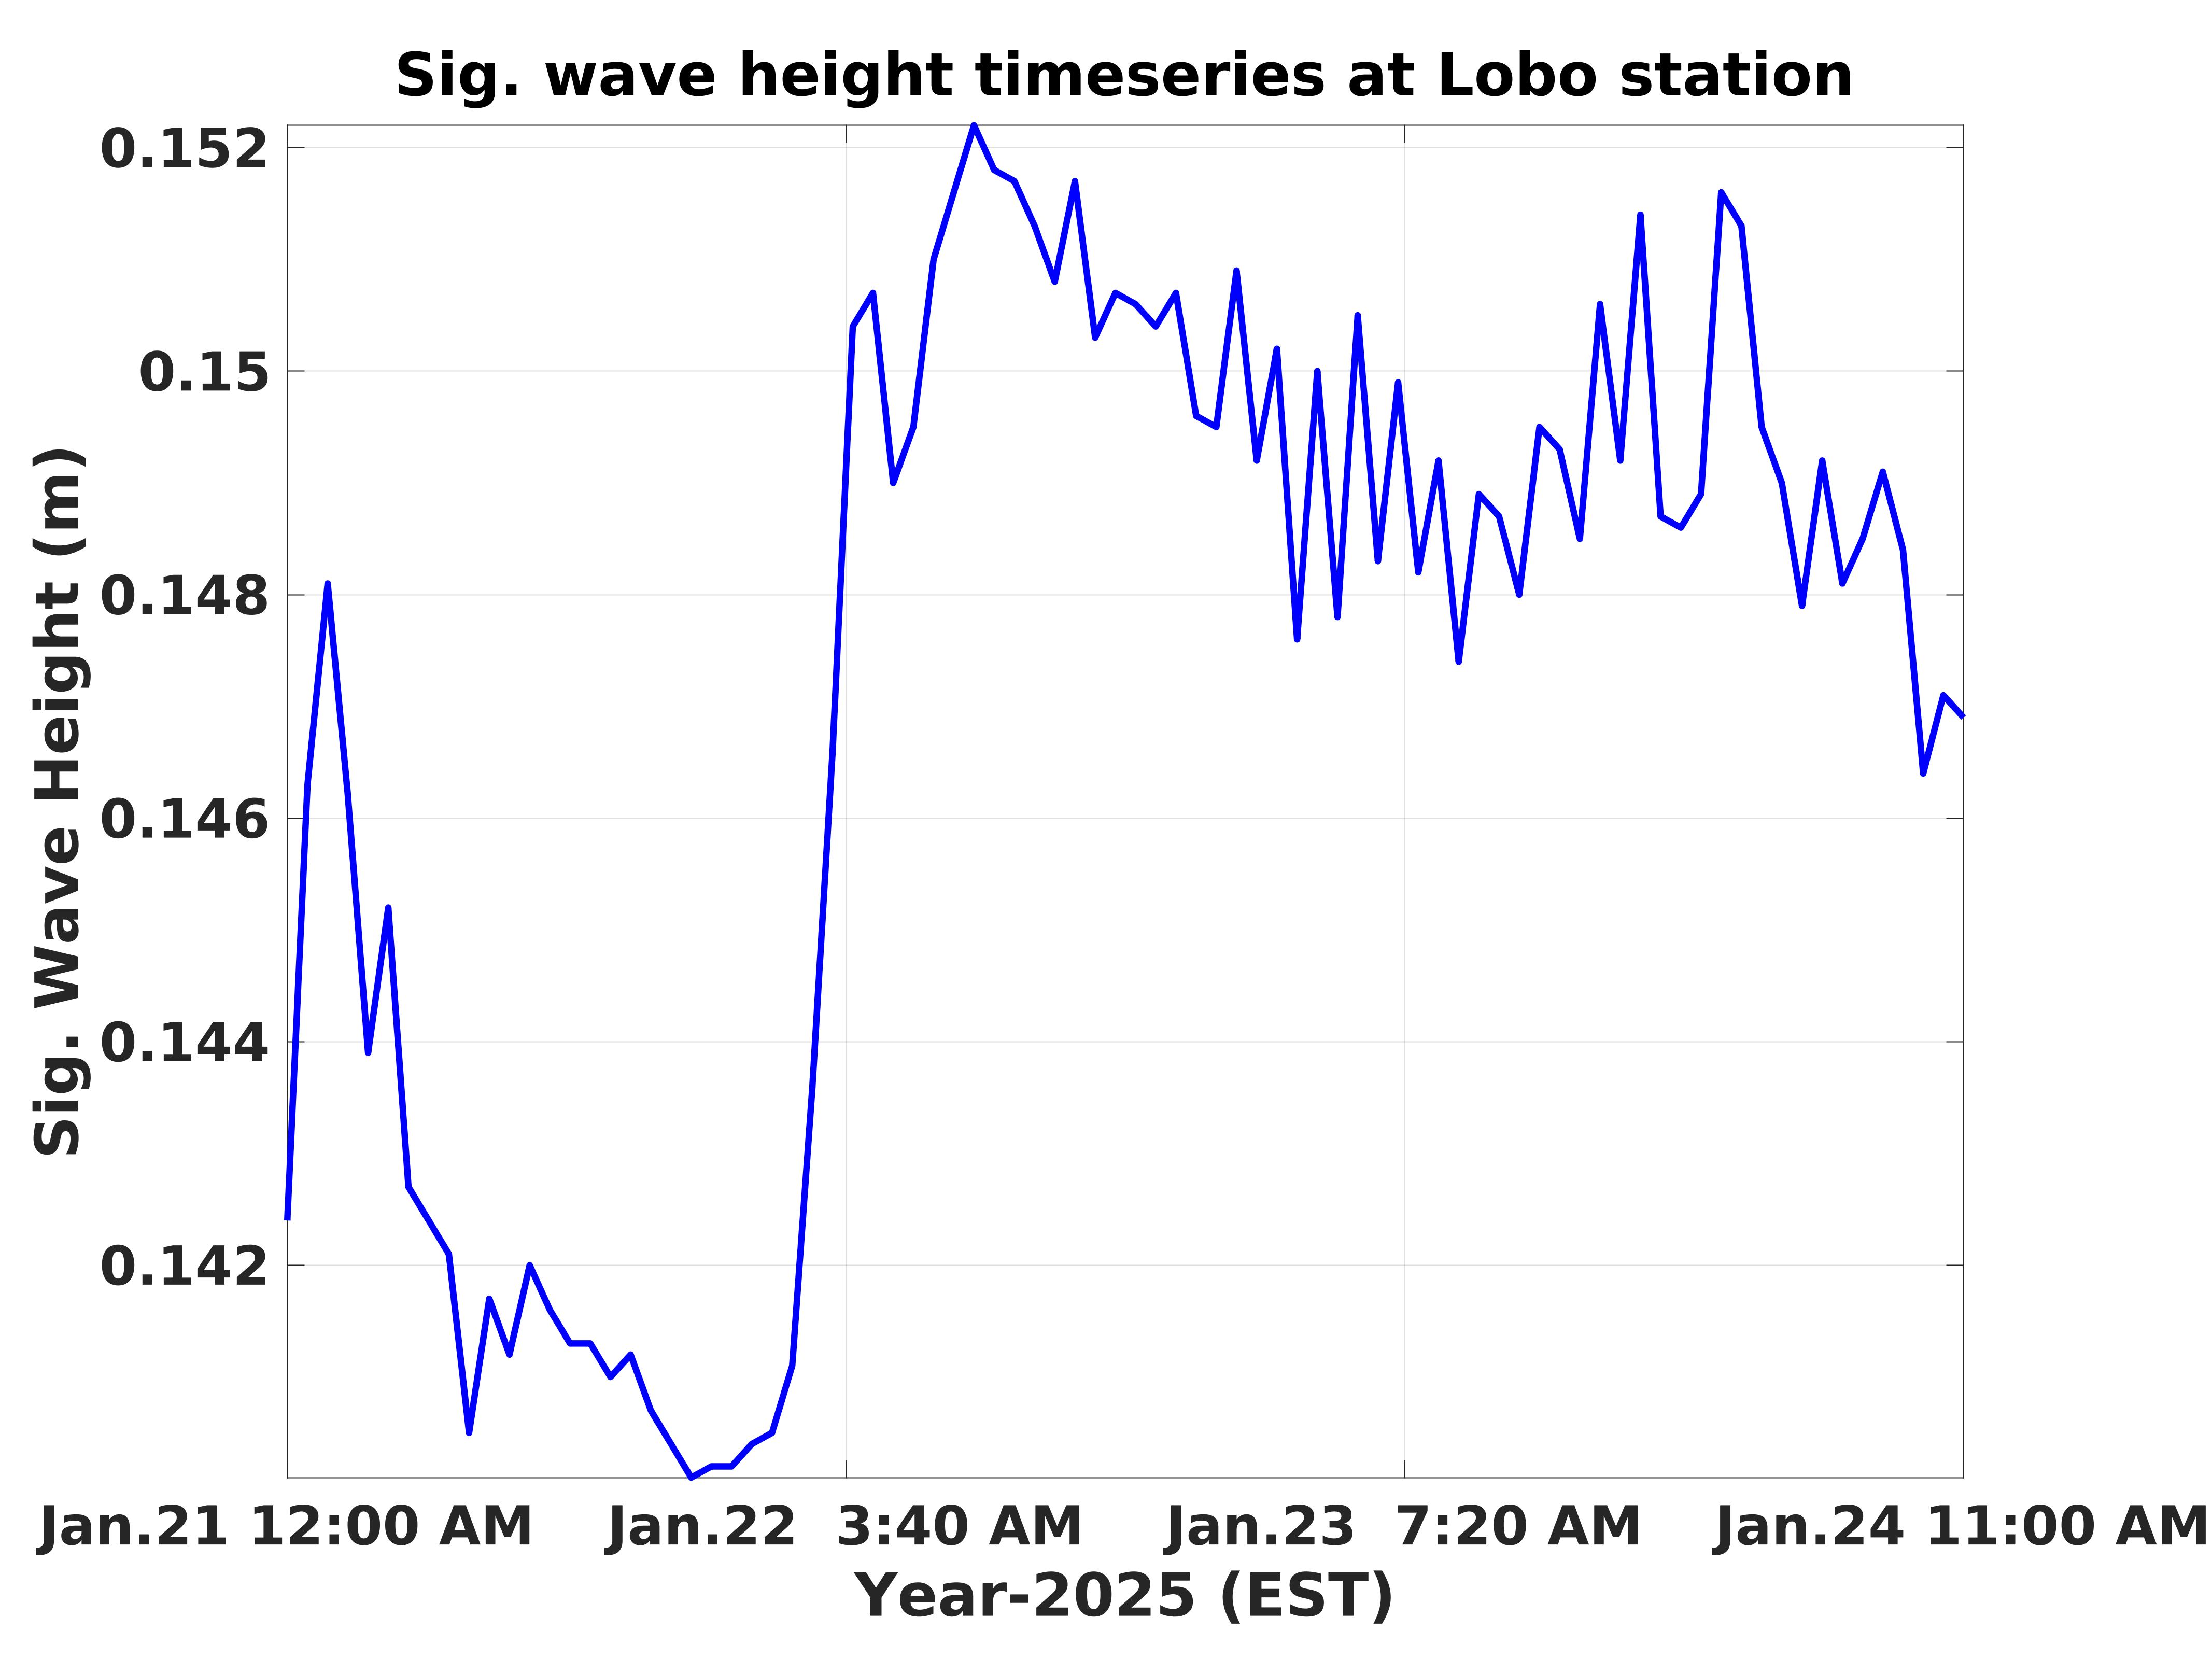 Sig. wave height timeseries at Lobo station
0.152
0.15
0.148
0.146
0.144
0.142
Sig. Wave Height (m)
Jan.21 12:00 AM Jan.22 3:40 AM Jan.23 7:20 AM Jan.24 11:00 AM
Year-2025 (EST)